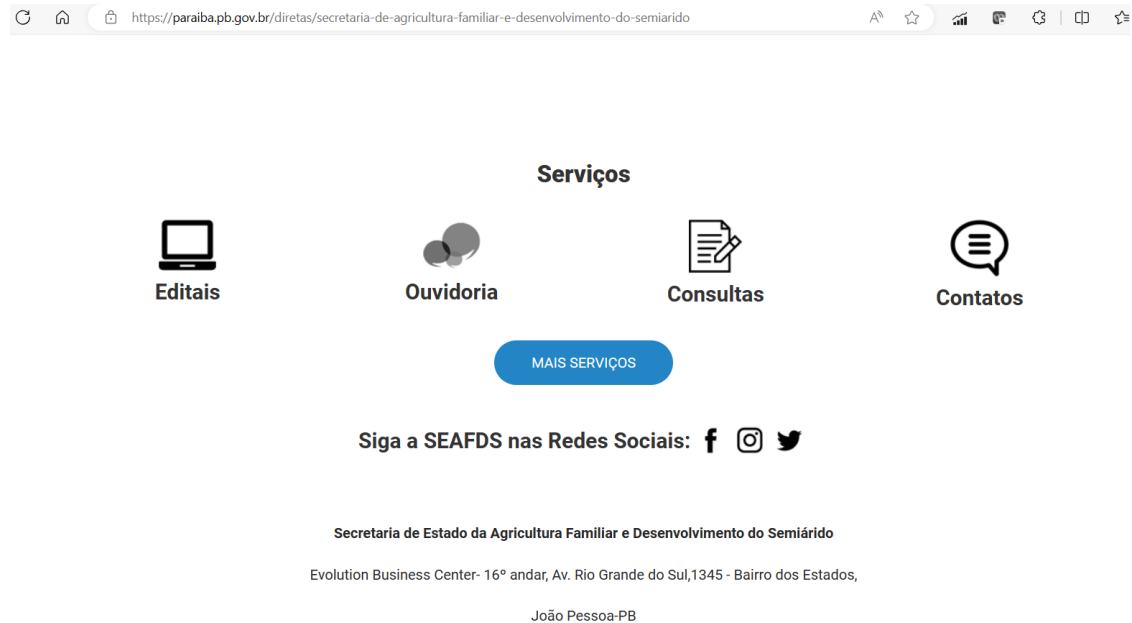 https://paraiba.pb.gov.br/diretas/secretaria-de-agricultura-familiar-e-desenvolvimento-do-semiarido
Serviços
Editais
Ouvidoria
Consultas
Contatos
MAIS SERVIÇOS
Siga a SEAFDS nas Redes Sociais:
Secretaria de Estado da Agricultura Familiar e Desenvolvimento do Semiárido
Evolution Business Center- 16º andar, Av. Rio Grande do Sul,1345 - Bairro dos Estados,
João Pessoa-PB